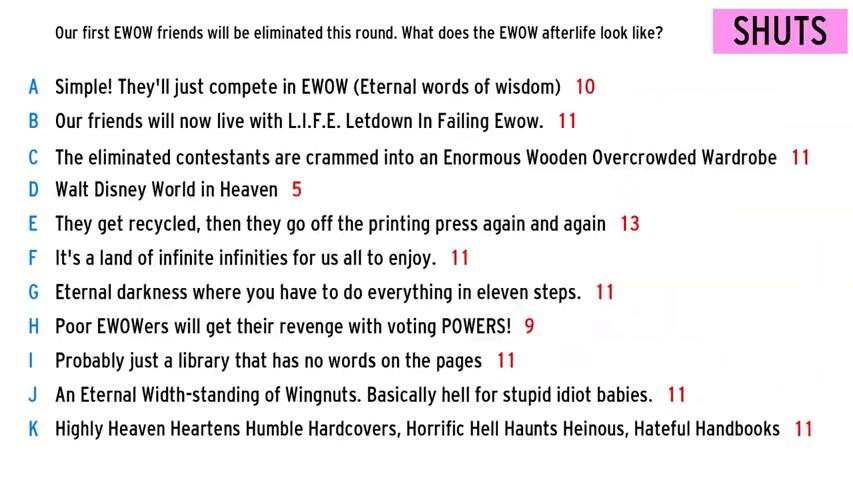 Our first EWOW friends will be eliminated this round. What does the EWOW afterlife look like?
SHUTS
A Simple! They'll just compete in EWOW (Eternal words of wisdom) 10
B Our friends will now live with L.I.F.E. Letdown In Failing Ewow. 11
C The eliminated contestants are crammed into an Enormous Wooden Overcrowded Wardrobe 11
D Walt Disney World in Heaven 5
E They get recycled, then they go off the printing press again and again 13
F It's a land of infinite infinities for us all to enjoy. 11
G Eternal darkness where you have to do everything in eleven steps. 11
H Poor EWOWers will get their revenge with voting POWERS! 9
I Probably just a library that has no words on the pages 11
J An Eternal Width-standing of Wingnuts. Basically hell for stupid idiot babies. 11
K Highly Heaven Heartens Humble Hardcovers, Horrific Hell Haunts Heinous, Hateful Handbooks 11